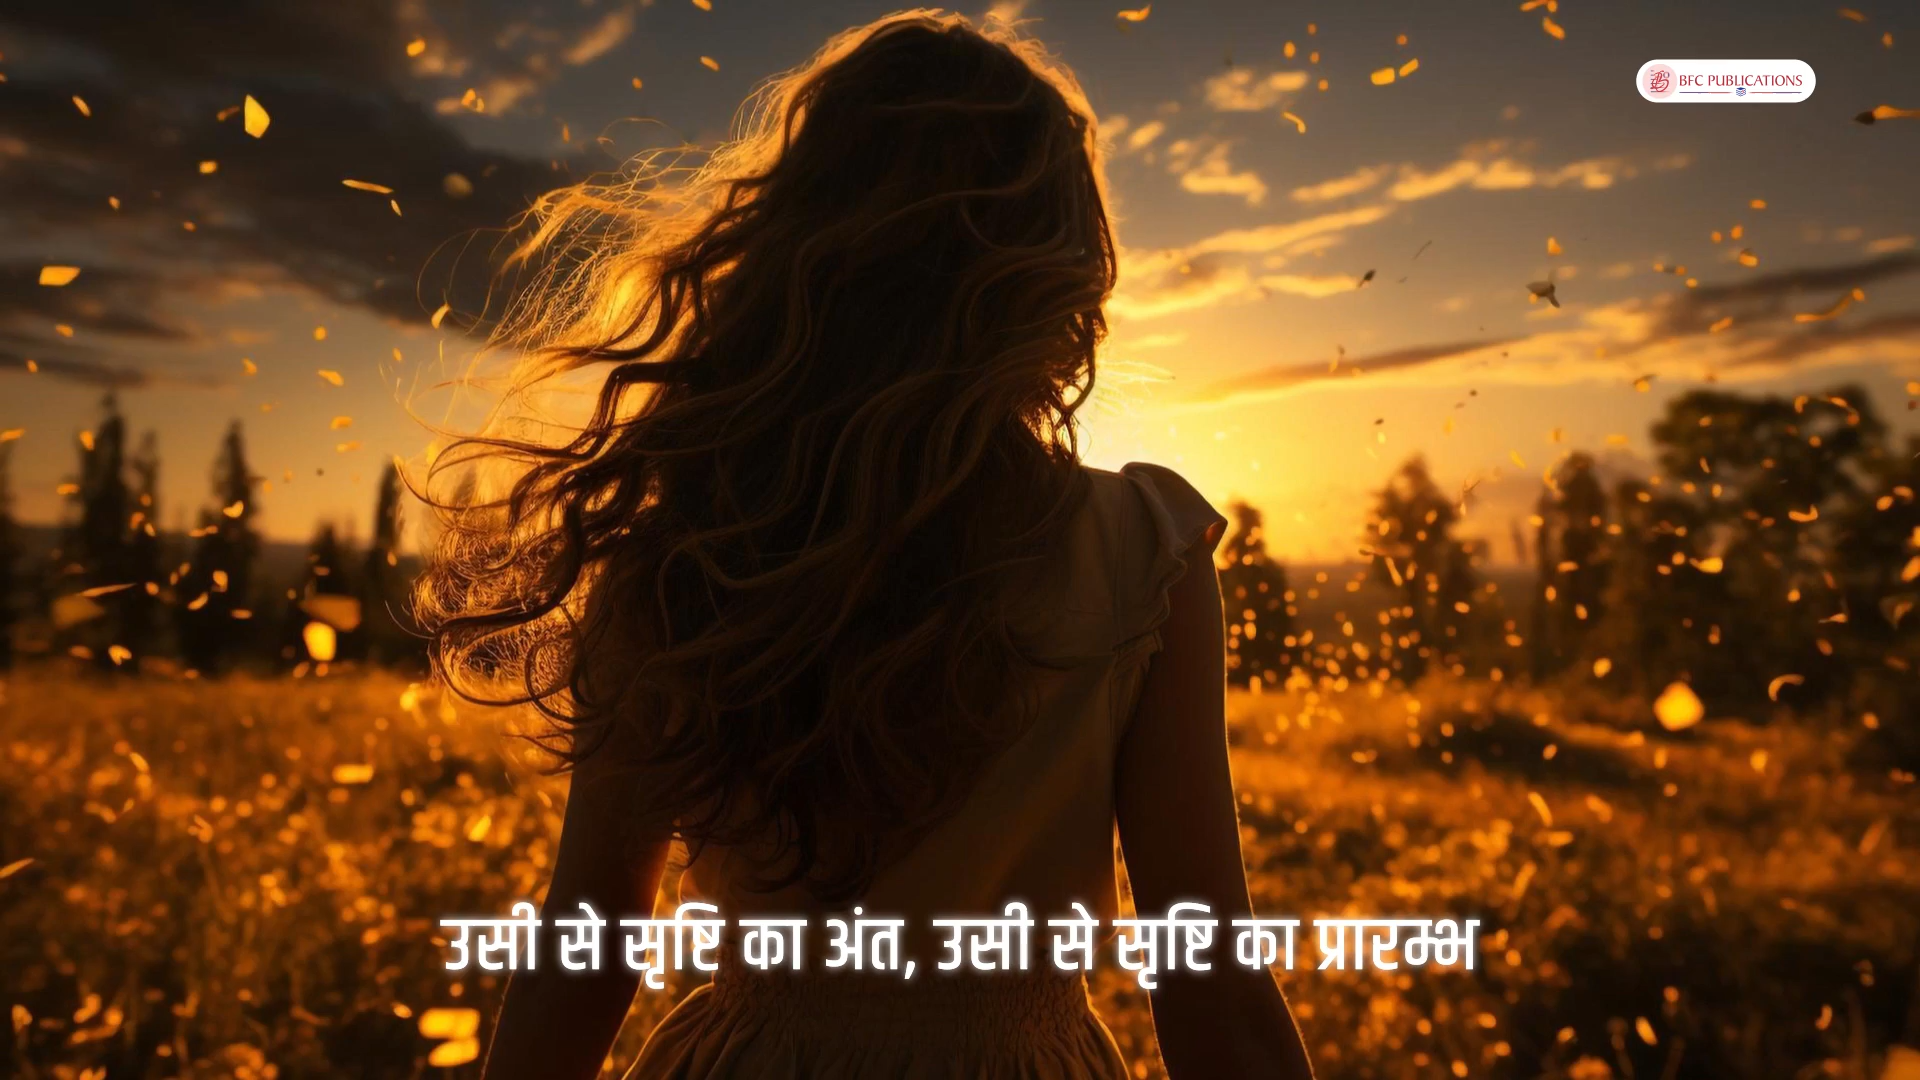 BFC PUBLICATIONS
उसी से सृष्टि का अंत, उसी से सृष्टि का प्रारम्भ